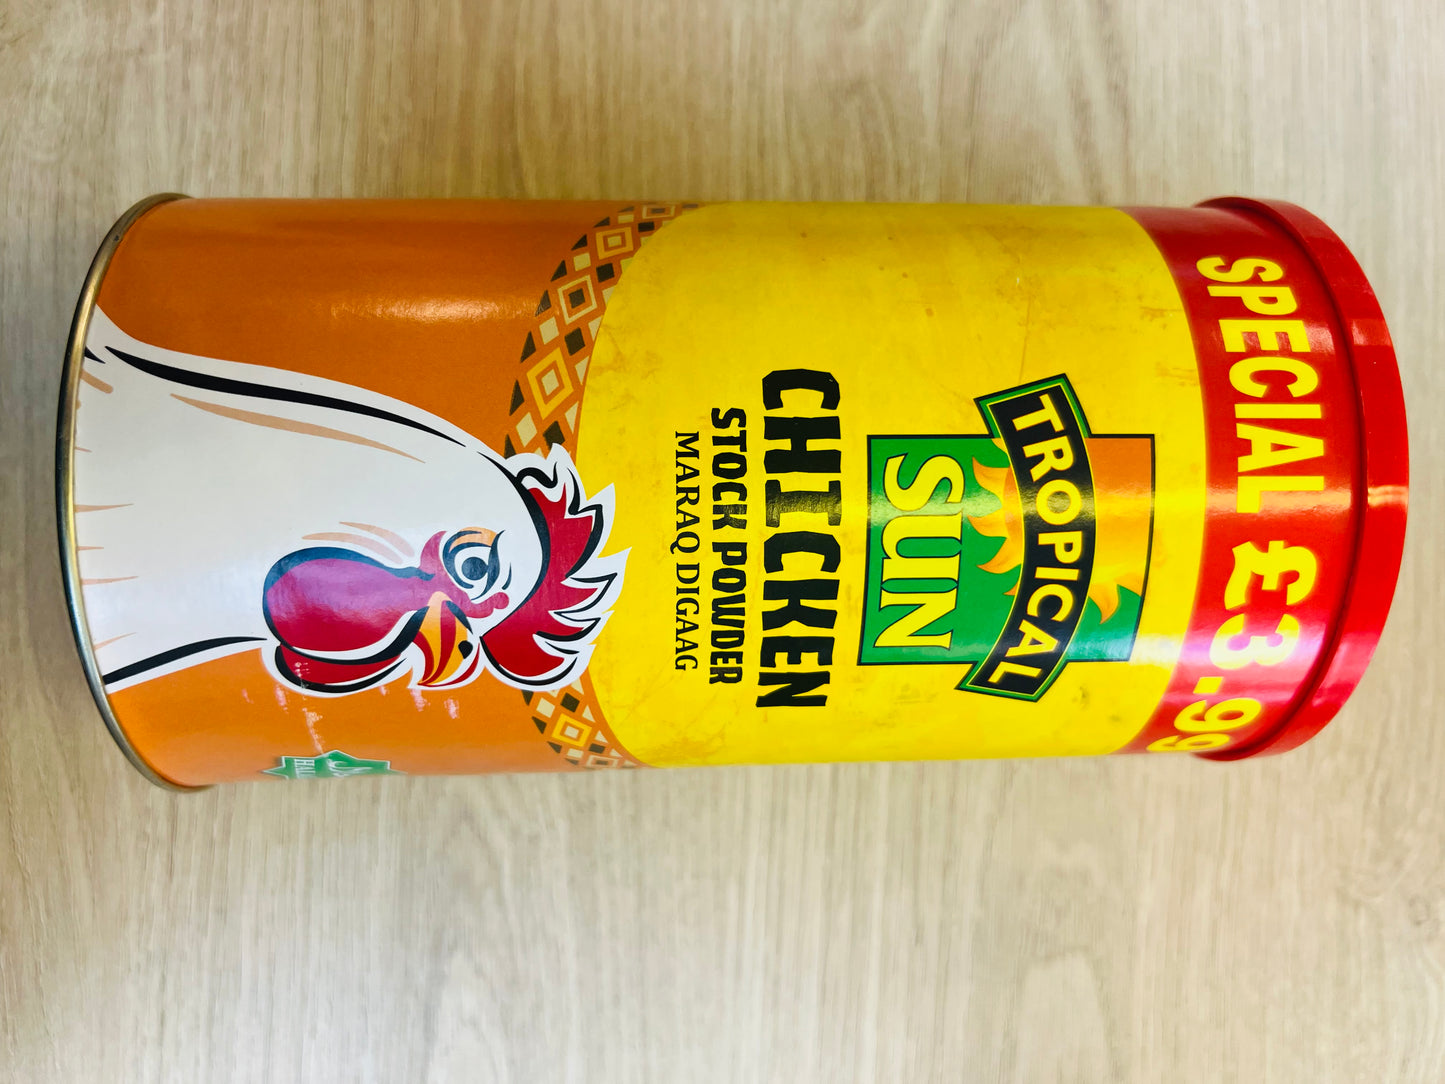 SPECIAL £3.99
TROPICAL
SUN
CHICKEN
STOCK POWDER
MARAQ DIGAAG